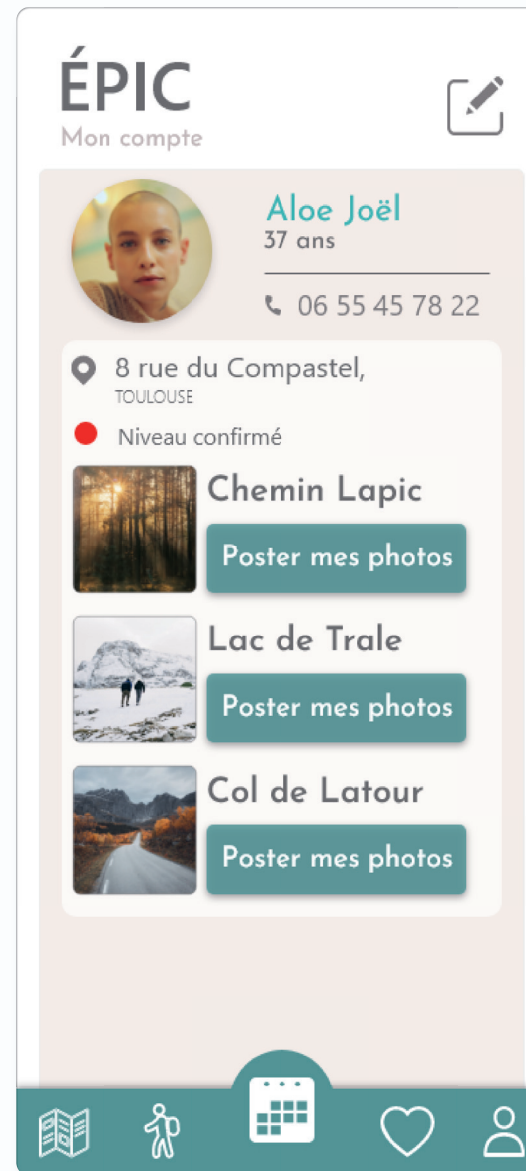 ÉPIC
Mon compte
Aloe Joël
37 ans
06 55 45 78 22
8 rue du Compastel,
TOULOUSE
Niveau confirmé
Chemin Lapic
Poster mes photos
Lac de Trale
Poster mes photos
Col de Latour
Poster mes photos